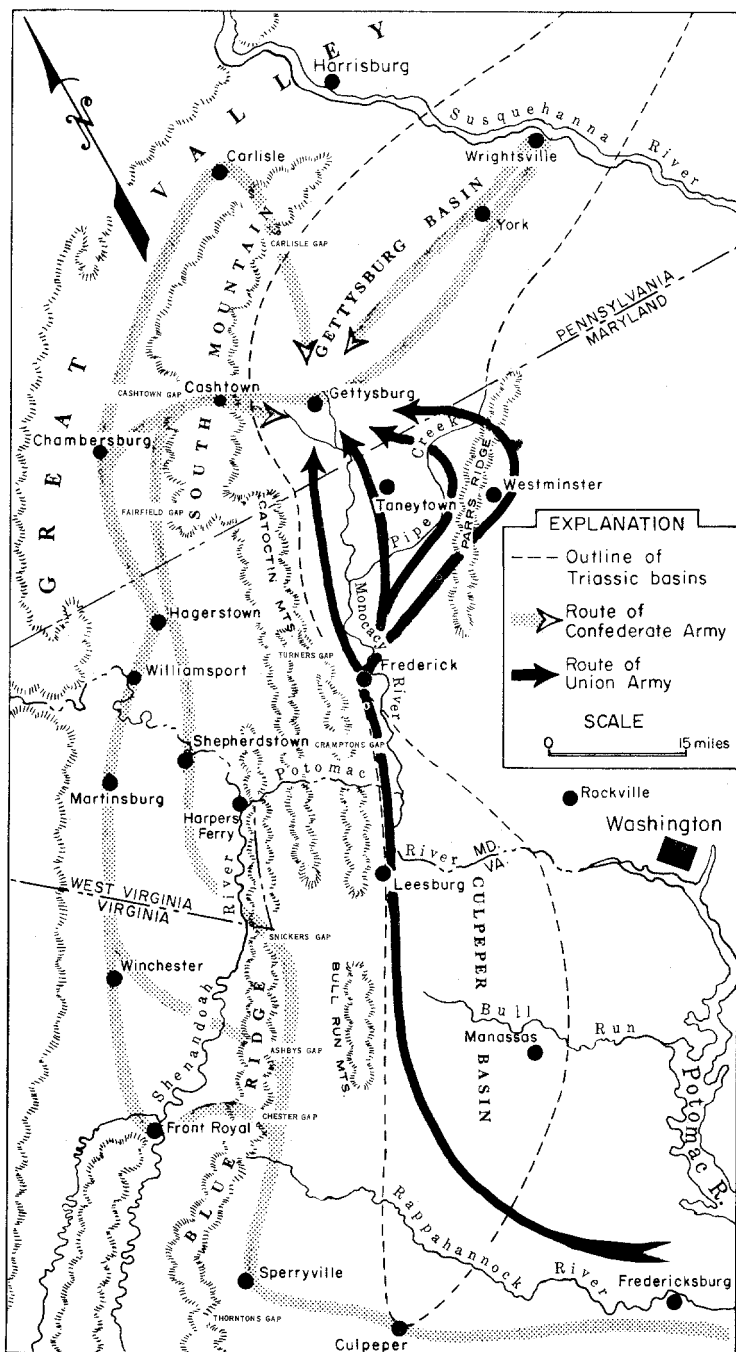 N
GREAT VALLEY
Harrisburg
Susquehanna River
Carlisle
Wrightsville
York
CARLISLE GAP
GETTYSBURG BASIN
SOUTH MOUNTAIN
PENNSYLVANIA
MARYLAND
Cashtown
CASHTOWN GAP
Gettysburg
Chambersburg
Pipe Creek
PARRS RIDGE
Westminster
Taneytown
FAIRFIELD GAP
CATOCTIN MTS.
Monocacy River
Hagerstown
TURNERS GAP
Williamsport
Frederick
EXPLANATION
Outline of
Triassic basins
Route of
Confederate Army
Route of
Union Army
SCALE
0 15 miles
Shepherdstown
CRAMPTONS GAP
Potomac River
Martinsburg
Harpers
Ferry
Rockville
Washington
MD.
VA.
Leesburg
WEST VIRGINIA
VIRGINIA
SNICKERS GAP
CULPEPER BASIN
Winchester
Shenandoah River
BULL RUN MTS.
Bull Run
Manassas
ASHBYS GAP
BLUE RIDGE
CHESTER GAP
Front Royal
Potomac R.
Rappahannock River
Sperryville
Fredericksburg
THORNTONS GAP
Culpeper